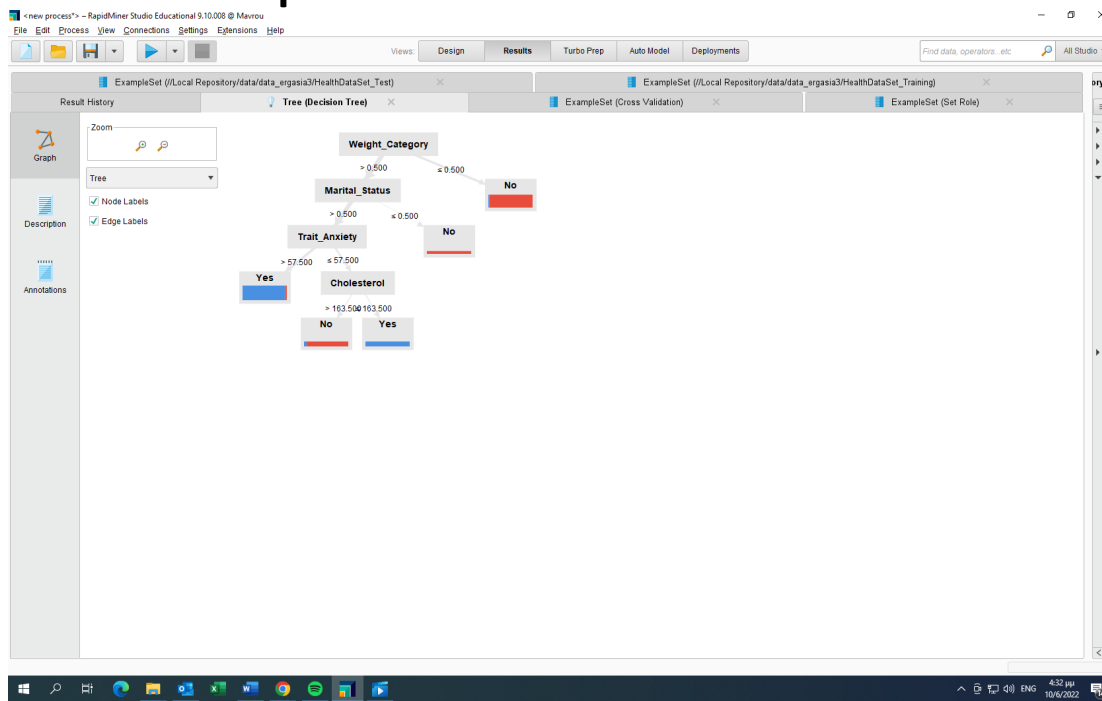 <new process*> – RapidMiner Studio Educational 9.10.008 @ Mavrou
File Edit Process View Connections Settings Extensions Help
Views: Design Results Turbo Prep Auto Model Deployments Find data, operators...etc All Studio
ExampleSet (//Local Repository/data/data_ergasia3/HealthDataSet_Test) ExampleSet (//Local Repository/data/data_ergasia3/HealthDataSet_Training)
Result History Tree (Decision Tree) ExampleSet (Cross Validation) ExampleSet (Set Role)
Graph
Description
Annotations
Zoom
Tree
Node Labels
Edge Labels
Weight_Category
> 0.500 ≤ 0.500
Marital_Status No
> 0.500 ≤ 0.500
Trait_Anxiety No
> 57.500 ≤ 57.500
Yes Cholesterol
> 163.500 ≤ 163.500
No Yes
ENG 4:32 μμ
10/6/2022